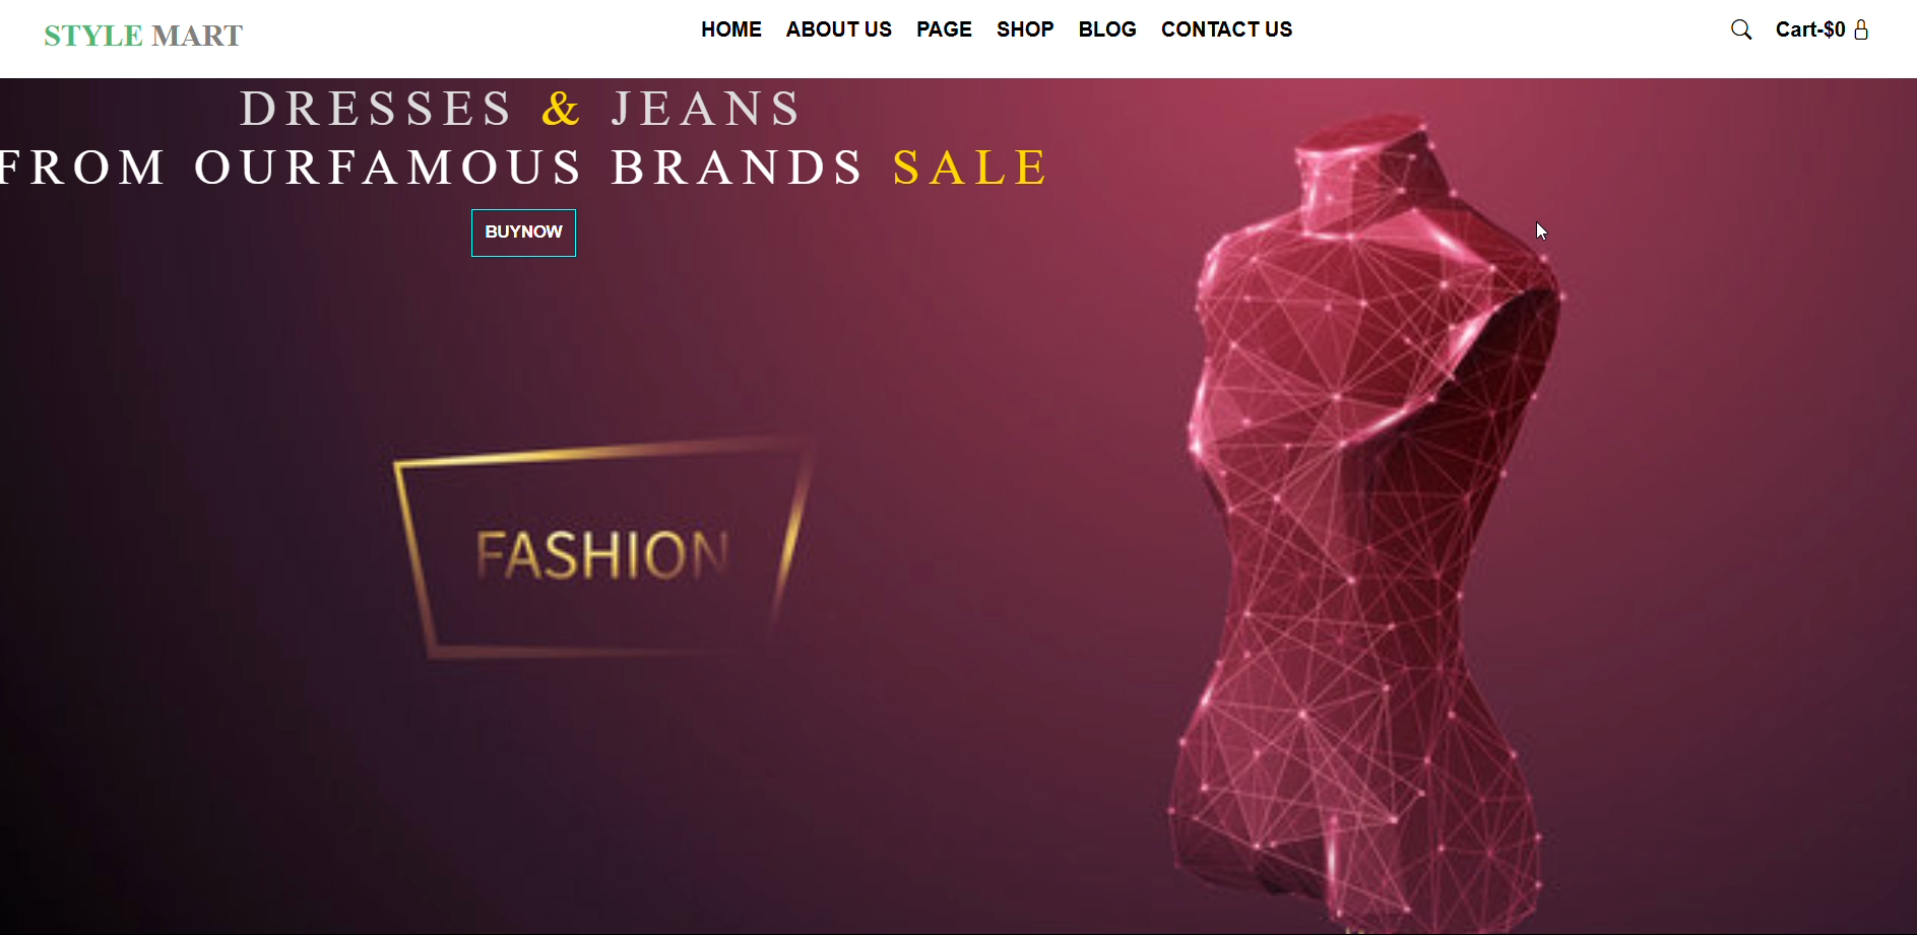 STYLE MART
HOME ABOUT US PAGE SHOP BLOG CONTACT US
Cart-$0
DRESSES & JEANS
FROM OURFAMOUS BRANDS SALE
BUYNOW
FASHION